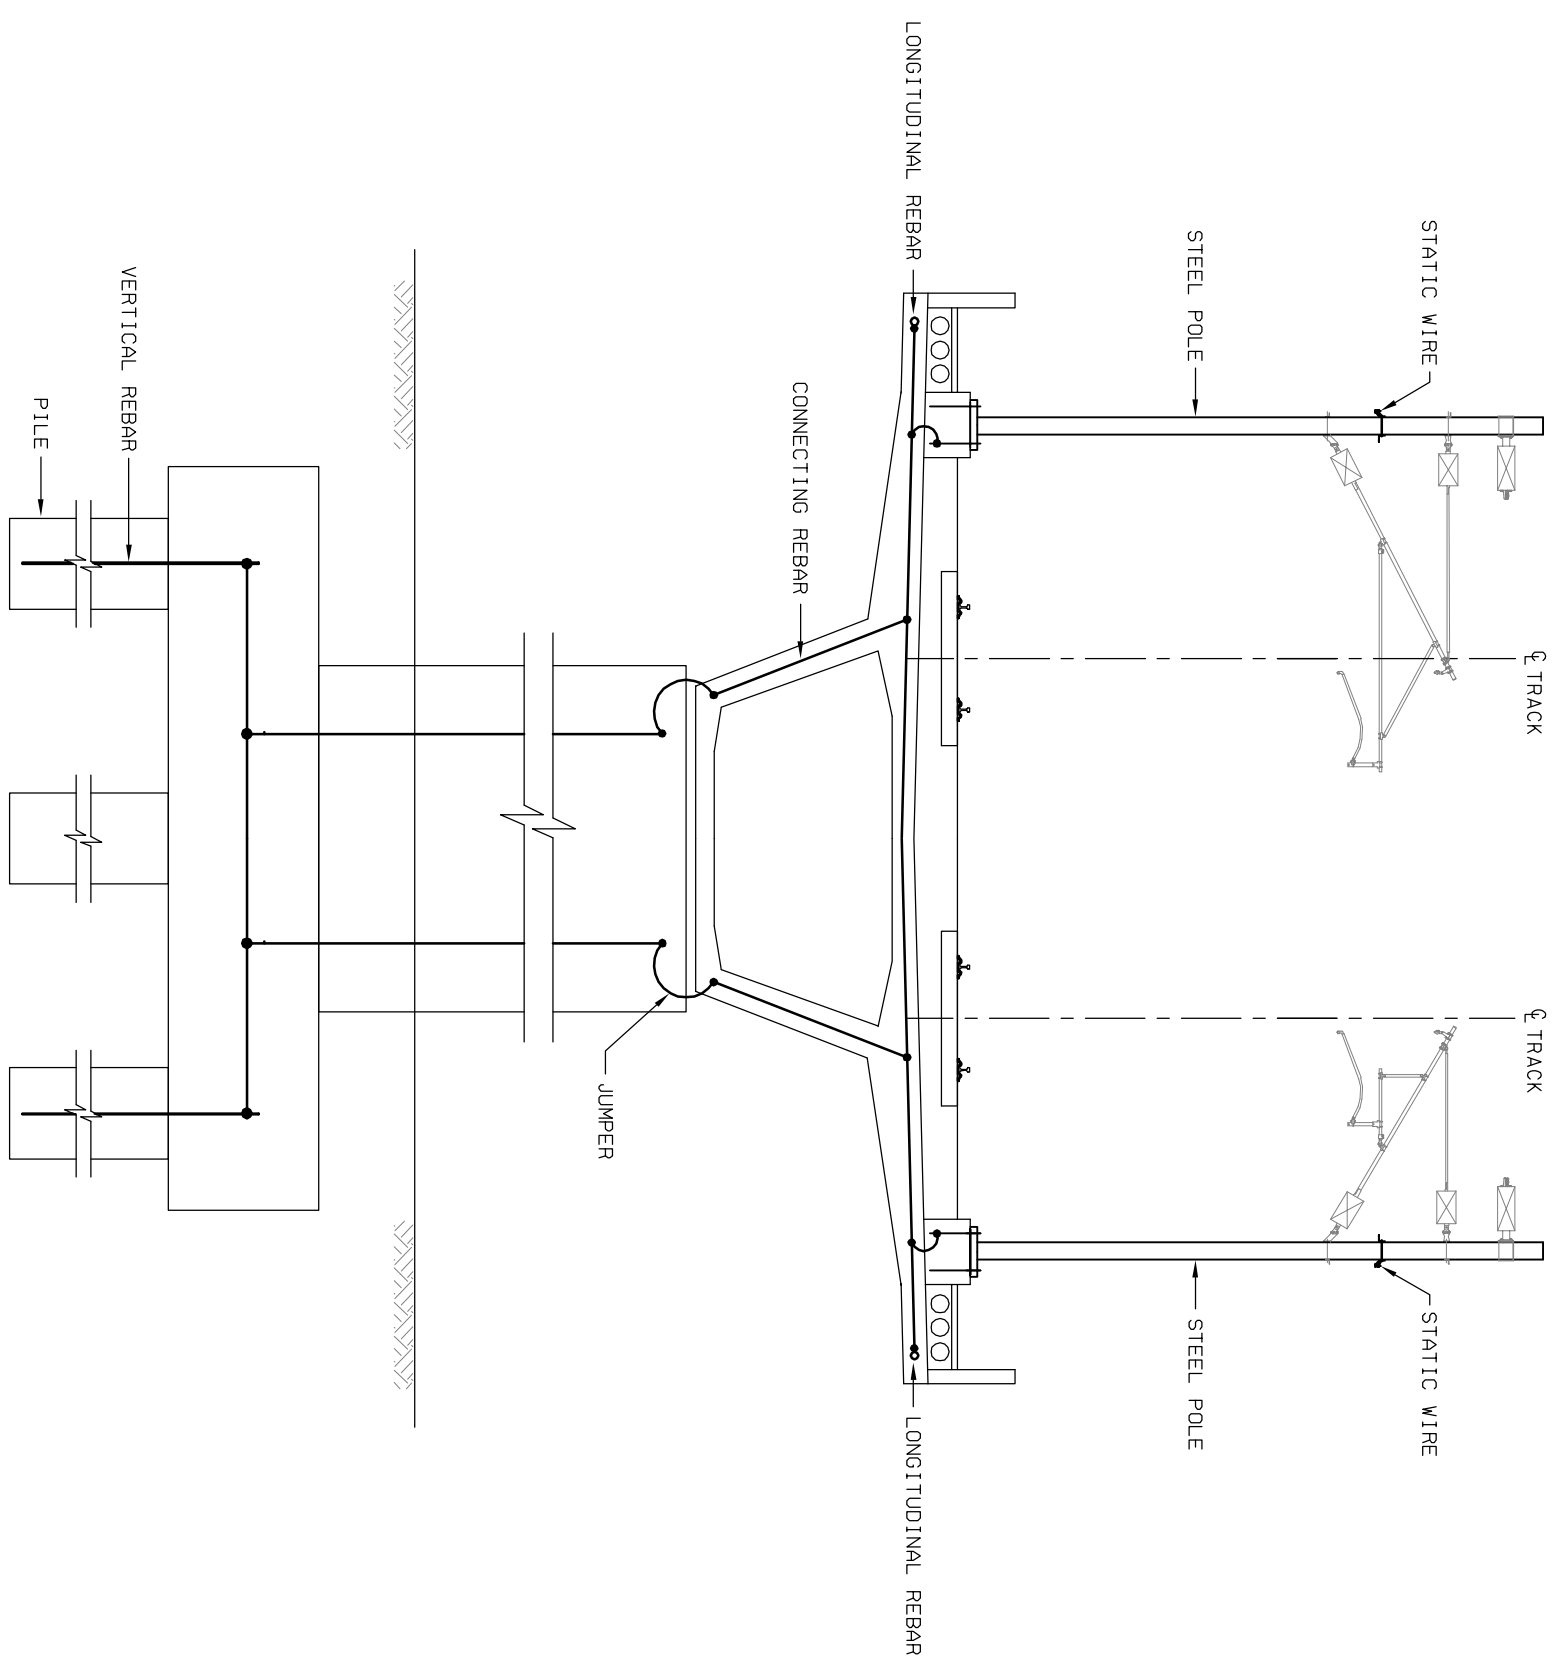 ℄ TRACK
℄ TRACK
STATIC WIRE
STATIC WIRE
STEEL POLE
STEEL POLE
LONGITUDINAL REBAR
LONGITUDINAL REBAR
CONNECTING REBAR
JUMPER
VERTICAL REBAR
PILE